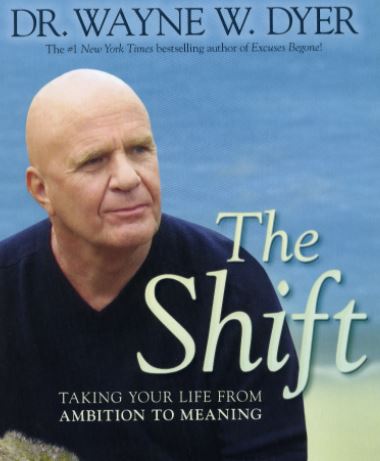 DR. WAYNE W. DYER
The #1 New York Times bestselling author of Excuses Begone!
The
Shift
TAKING YOUR LIFE FROM
AMBITION TO MEANING